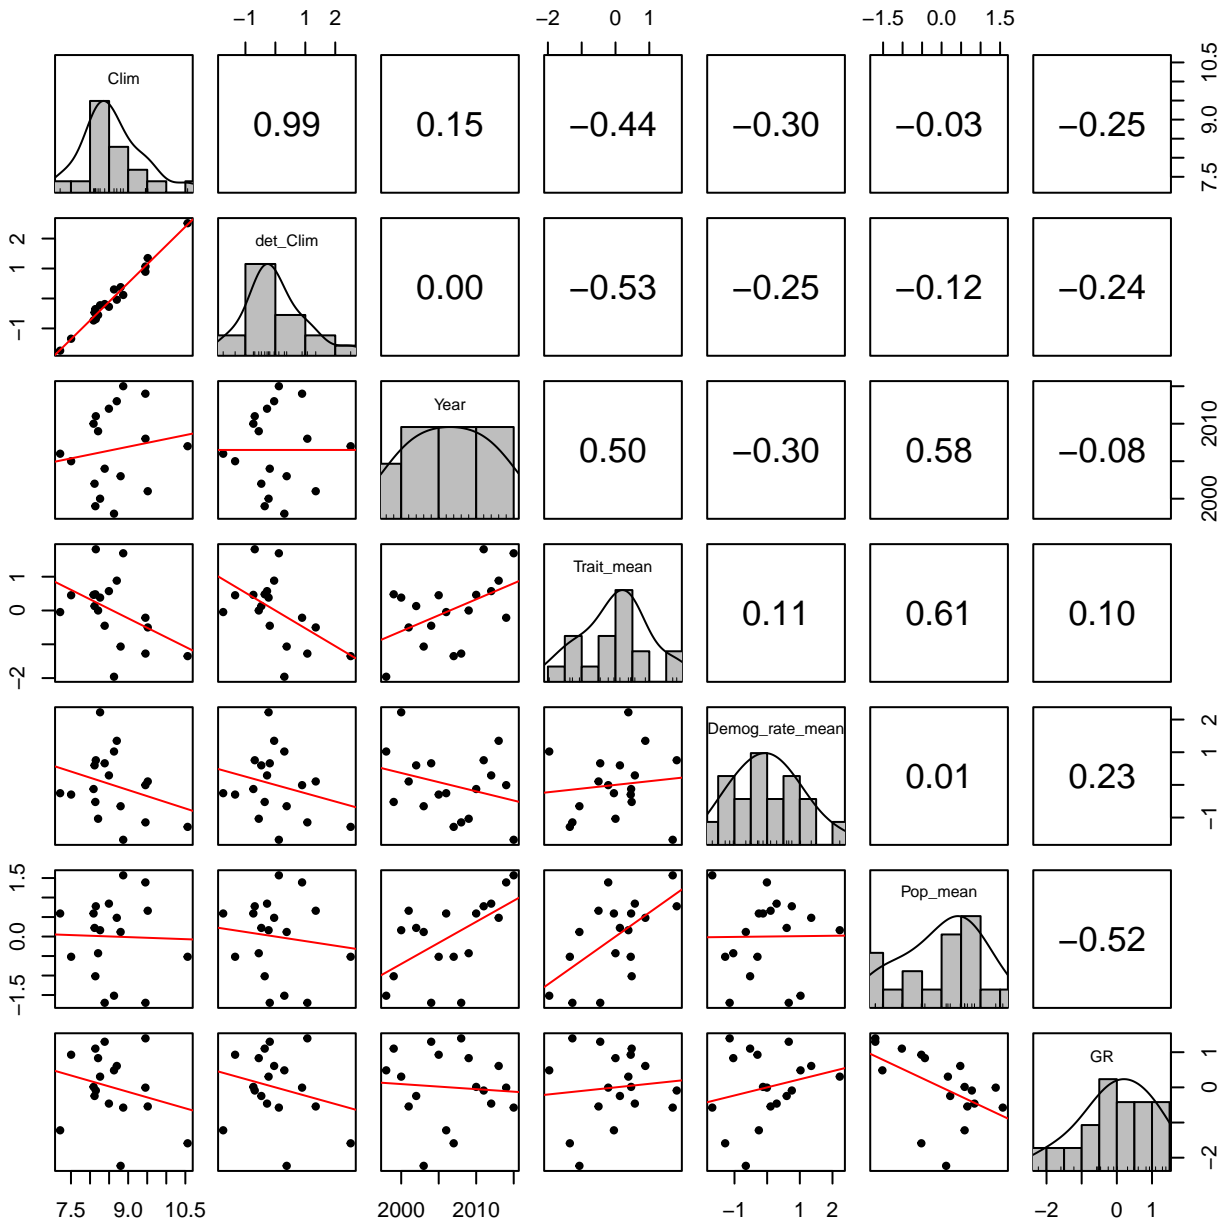 −1 1 2 −2 0 1 −1.5 0.0 1.5
Clim 0.99 0.15 −0.44 −0.30 −0.03 −0.25 7.5 9.0 10.5
−1 1 2 det_Clim 0.00 −0.53 −0.25 −0.12 −0.24
Year 0.50 −0.30 0.58 −0.08 2000 2010
−2 0 1 Trait_mean 0.11 0.61 0.10
Demog_rate_mean 0.01 0.23 −1 1 2
−1.5 0.0 1.5 Pop_mean −0.52
GR −2 0 1
7.5 9.0 10.5 2000 2010 −1 1 2 −2 0 1